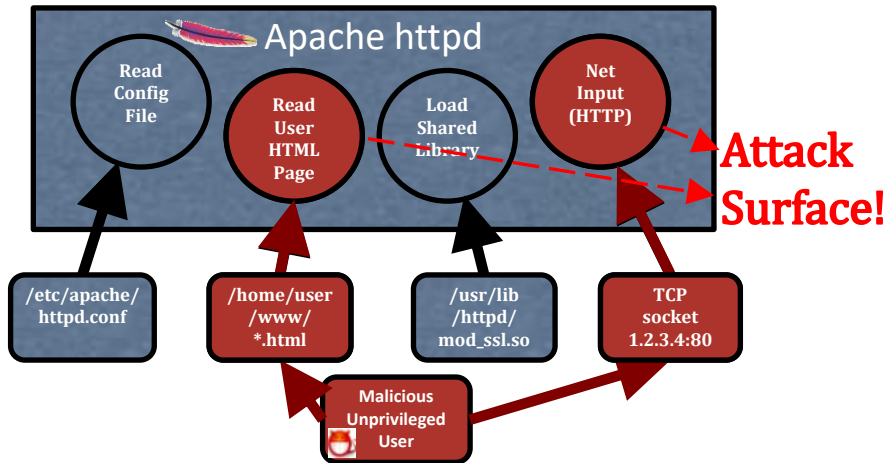 Apache httpd
Read
Config
File
Read
User
HTML
Page
Load
Shared
Library
Net
Input
(HTTP)
Attack
Surface!
/etc/apache/
httpd.conf
/home/user
/www/
*.html
/usr/lib
/httpd/
mod_ssl.so
TCP
socket
1.2.3.4:80
Malicious
Unprivileged
User